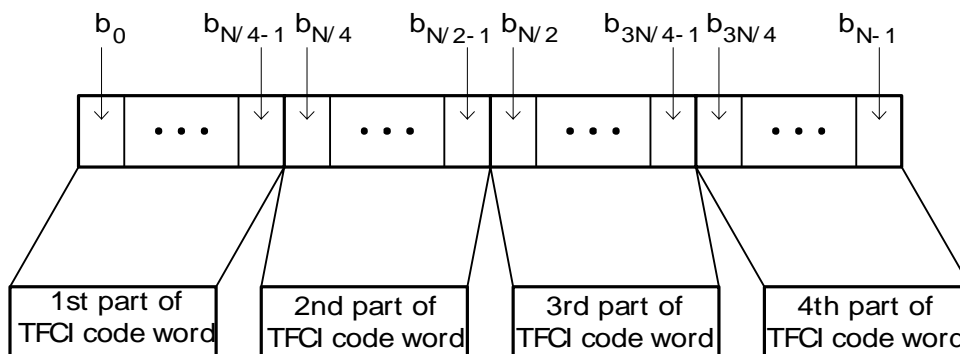 b0 bN/4-1 bN/4 bN/2-1 bN/2 b3N/4-1 b3N/4 bN-1
1st part of
TFCI code word
2nd part of
TFCI code word
3rd part of
TFCI code word
4th part of
TFCI code word